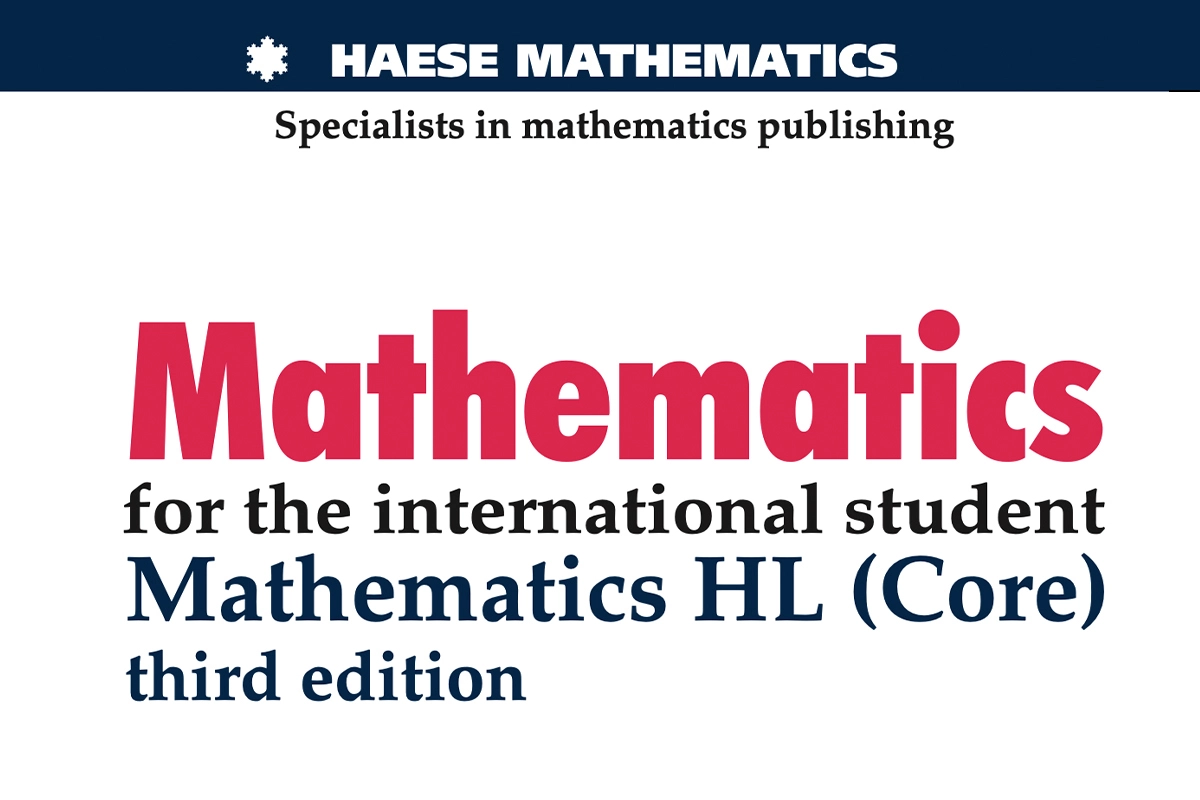 HAESE MATHEMATICS
Specialists in mathematics publishing
Mathematics
for the international student
Mathematics HL (Core)
third edition